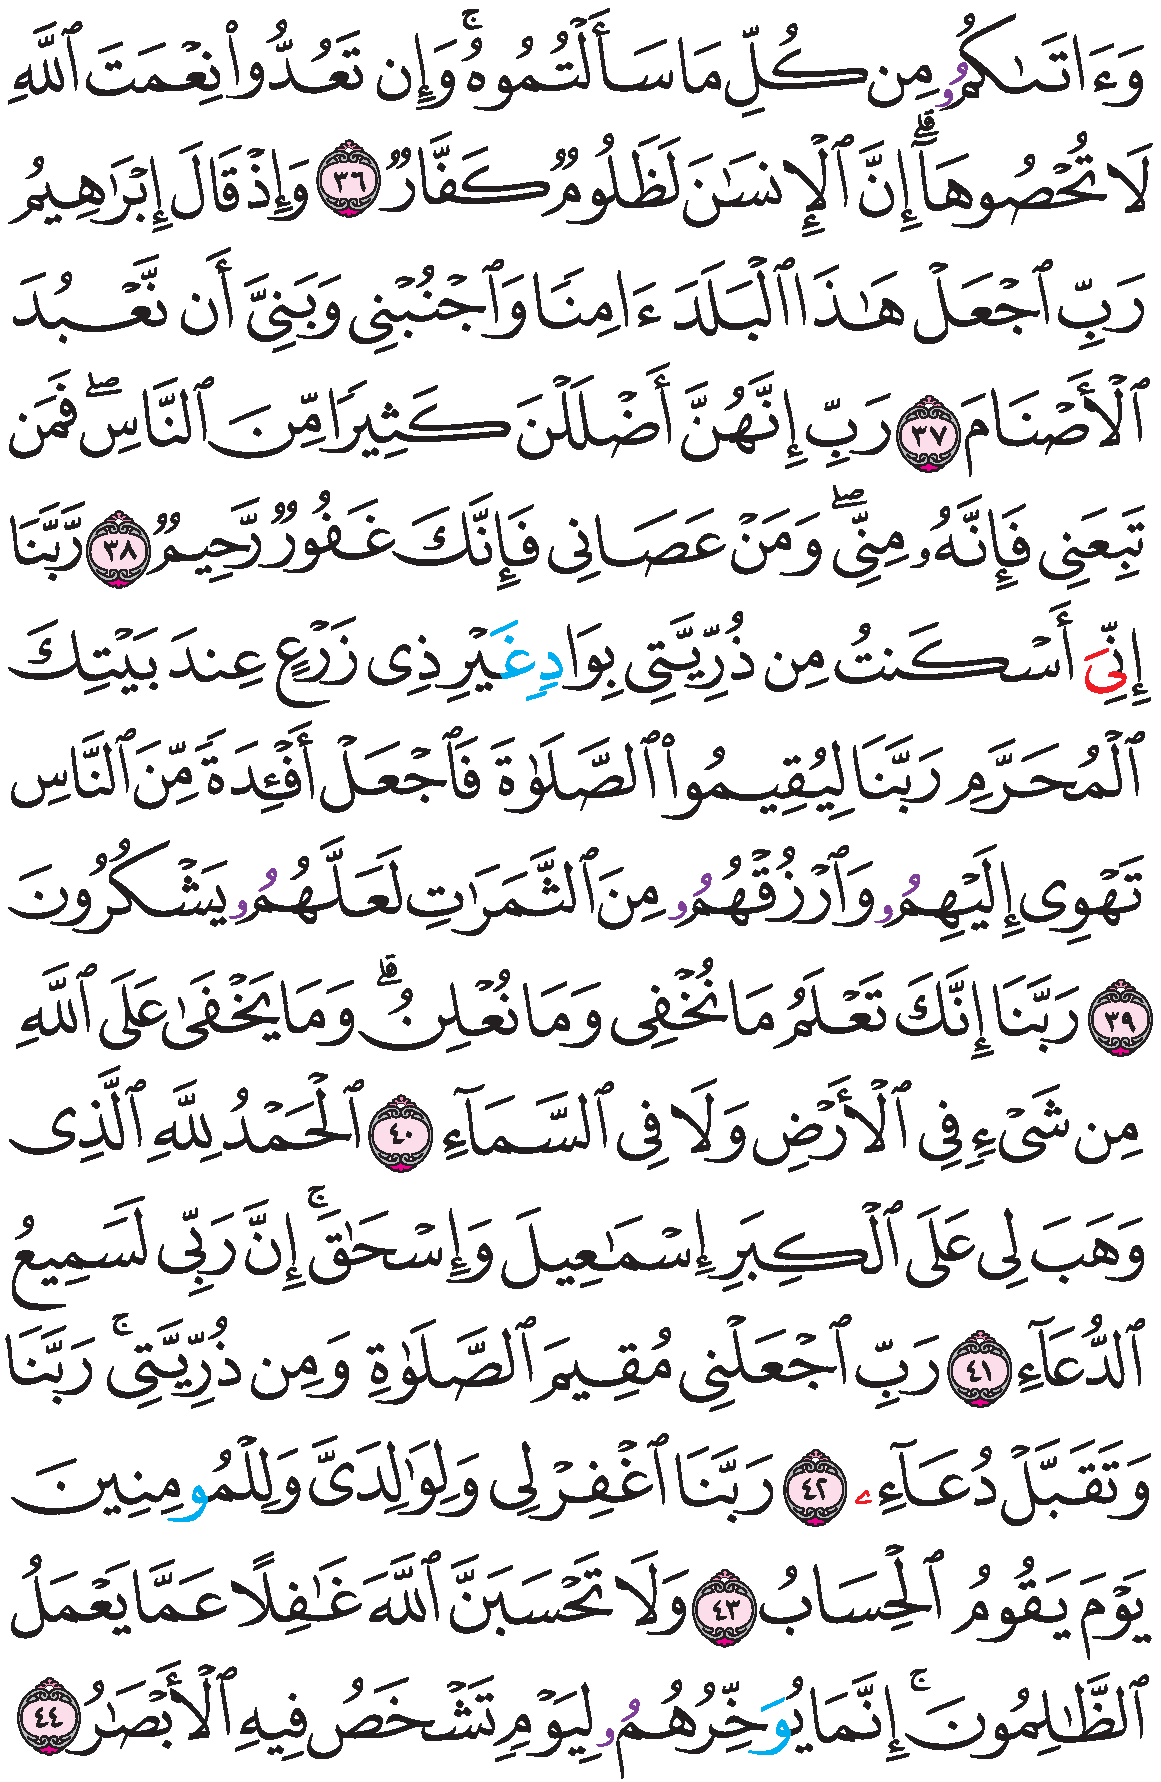 وَءَاتَىٰكُمُۥ مِن كُلِّ مَا سَأَلْتُمُوهُۚ وَإِن تَعُدُّواْ نِعْمَتَ ٱللَّهِ
لَا تُحْصُوهَاۗ إِنَّ ٱلْإِنسَٰنَ لَظَلُومٌ كَفَّارٌ ٣٦ وَإِذْ قَالَ إِبْرَٰهِيمُ
رَبِّ ٱجْعَلْ هَٰذَا ٱلْبَلَدَ ءَامِنًا وَٱجْنُبْنِي وَبَنِيَّ أَن نَّعْبُدَ
ٱلْأَصْنَامَ ٣٧ رَبِّ إِنَّهُنَّ أَضْلَلْنَ كَثِيرًا مِّنَ ٱلنَّاسِۖ فَمَن
تَبِعَنِي فَإِنَّهُۥ مِنِّيۖ وَمَنْ عَصَانِي فَإِنَّكَ غَفُورٌ رَّحِيمٌ ٣٨ رَّبَّنَا
إِنِّيَ أَسْكَنتُ مِن ذُرِّيَّتِي بِوَادٍ غَيْرِ ذِي زَرْعٍ عِندَ بَيْتِكَ
ٱلْمُحَرَّمِ رَبَّنَا لِيُقِيمُواْ ٱلصَّلَوٰةَ فَٱجْعَلْ أَفْـِٔدَةً مِّنَ ٱلنَّاسِ
تَهْوِي إِلَيْهِمُۥ وَٱرْزُقْهُمُۥ مِنَ ٱلثَّمَرَٰتِ لَعَلَّهُمُۥ يَشْكُرُونَ
٣٩ رَبَّنَا إِنَّكَ تَعْلَمُ مَا نُخْفِي وَمَا نُعْلِنُۗ وَمَا يَخْفَىٰ عَلَى ٱللَّهِ
مِن شَيْءٍ فِي ٱلْأَرْضِ وَلَا فِي ٱلسَّمَآءِ ٤٠ ٱلْحَمْدُ لِلَّهِ ٱلَّذِي
وَهَبَ لِي عَلَى ٱلْكِبَرِ إِسْمَٰعِيلَ وَإِسْحَٰقَۚ إِنَّ رَبِّي لَسَمِيعُ
ٱلدُّعَآءِ ٤١ رَبِّ ٱجْعَلْنِي مُقِيمَ ٱلصَّلَوٰةِ وَمِن ذُرِّيَّتِيۚ رَبَّنَا
وَتَقَبَّلْ دُعَآءِۦ ٤٢ رَبَّنَا ٱغْفِرْ لِي وَلِوَٰلِدَيَّ وَلِلْمُومِنِينَ
يَوْمَ يَقُومُ ٱلْحِسَابُ ٤٣ وَلَا تَحْسَبَنَّ ٱللَّهَ غَٰفِلًا عَمَّا يَعْمَلُ
ٱلظَّٰلِمُونَۚ إِنَّمَا يُوَخِّرُهُمُۥ لِيَوْمٍ تَشْخَصُ فِيهِ ٱلْأَبْصَٰرُ ٤٤